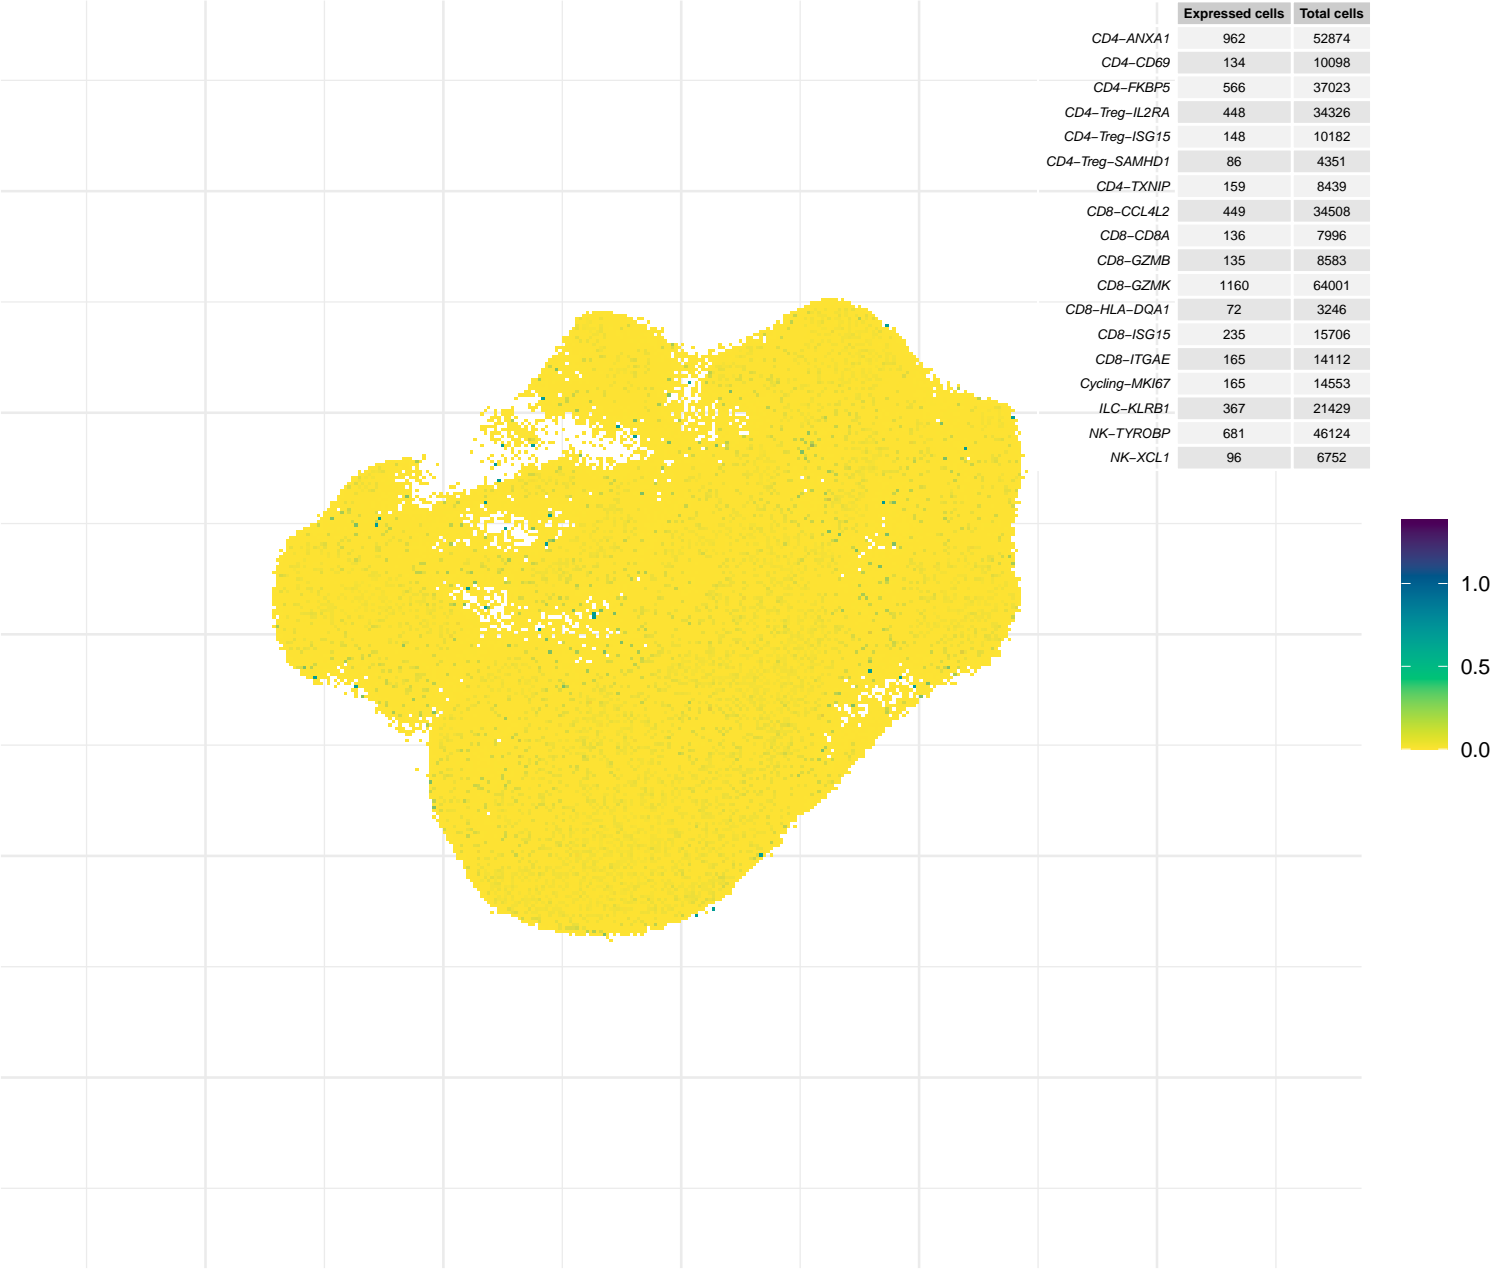 Expressed cells Total cells
CD4−ANXA1 962 52874
CD4−CD69 134 10098
CD4−FKBP5 566 37023
CD4−Treg−IL2RA 448 34326
CD4−Treg−ISG15 148 10182
CD4−Treg−SAMHD1 86 4351
CD4−TXNIP 159 8439
CD8−CCL4L2 449 34508
CD8−CD8A 136 7996
CD8−GZMB 135 8583
CD8−GZMK 1160 64001
CD8−HLA−DQA1 72 3246
CD8−ISG15 235 15706
CD8−ITGAE 165 14112
Cycling−MKI67 165 14553
ILC−KLRB1 367 21429
NK−TYROBP 681 46124
NK−XCL1 96 6752
1.0
0.5
0.0